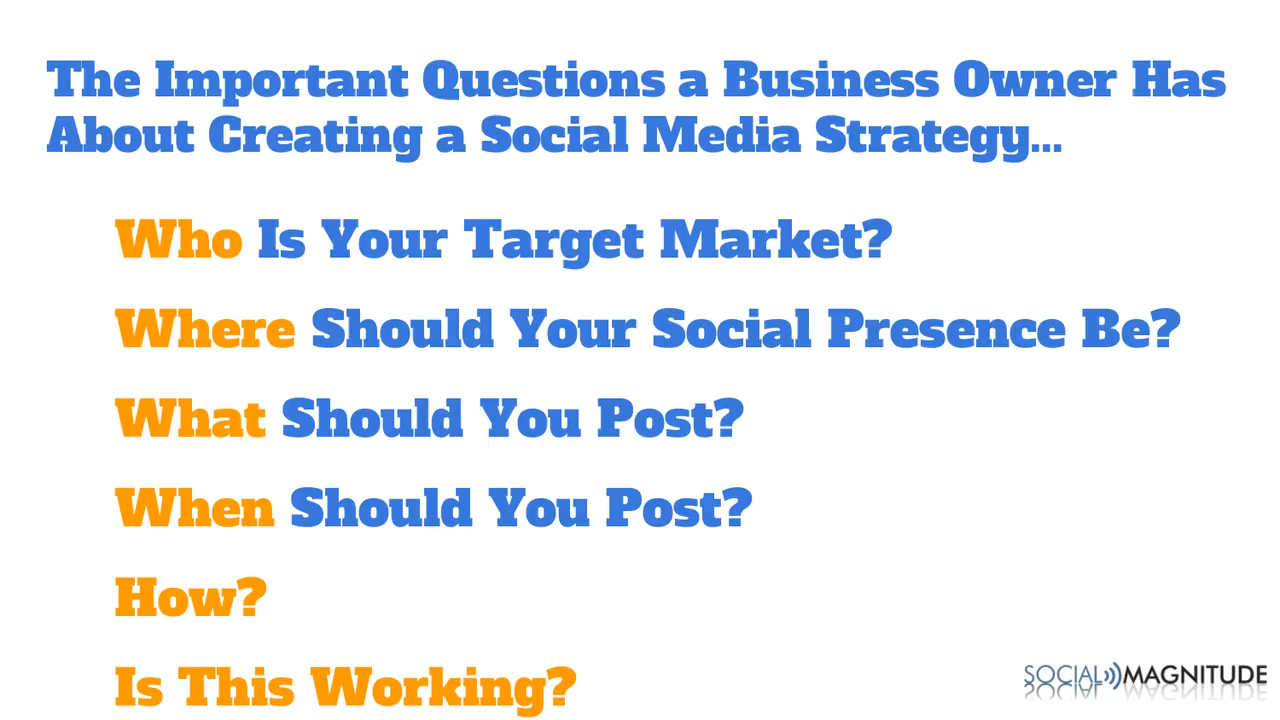 The Important Questions a Business Owner Has
About Creating a Social Media Strategy...
Who Is Your Target Market?
Where Should Your Social Presence Be?
What Should You Post?
When Should You Post?
How?
Is This Working?
SOCIAL MAGNITUDE